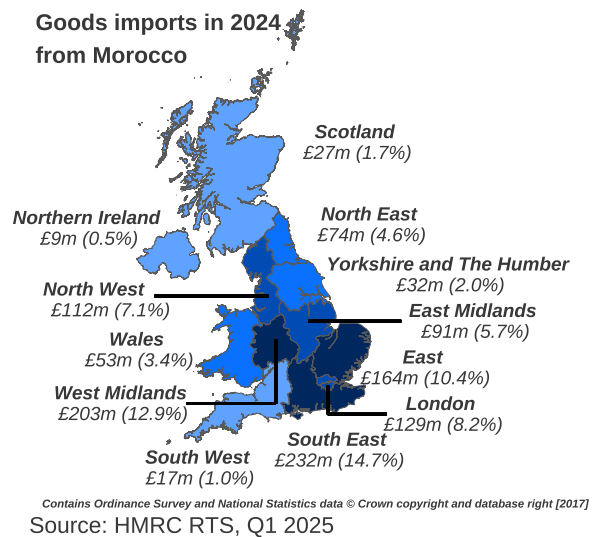 Goods imports in 2024
from Morocco
Scotland
£27m (1.7%)
Northern Ireland
£9m (0.5%)
North East
£74m (4.6%)
Yorkshire and The Humber
£32m (2.0%)
North West
£112m (7.1%)
East Midlands
£91m (5.7%)
Wales
£53m (3.4%)
East
£164m (10.4%)
West Midlands
£203m (12.9%)
London
£129m (8.2%)
South East
£232m (14.7%)
South West
£17m (1.0%)
Contains Ordinance Survey and National Statistics data © Crown copyright and database right [2017]
Source: HMRC RTS, Q1 2025